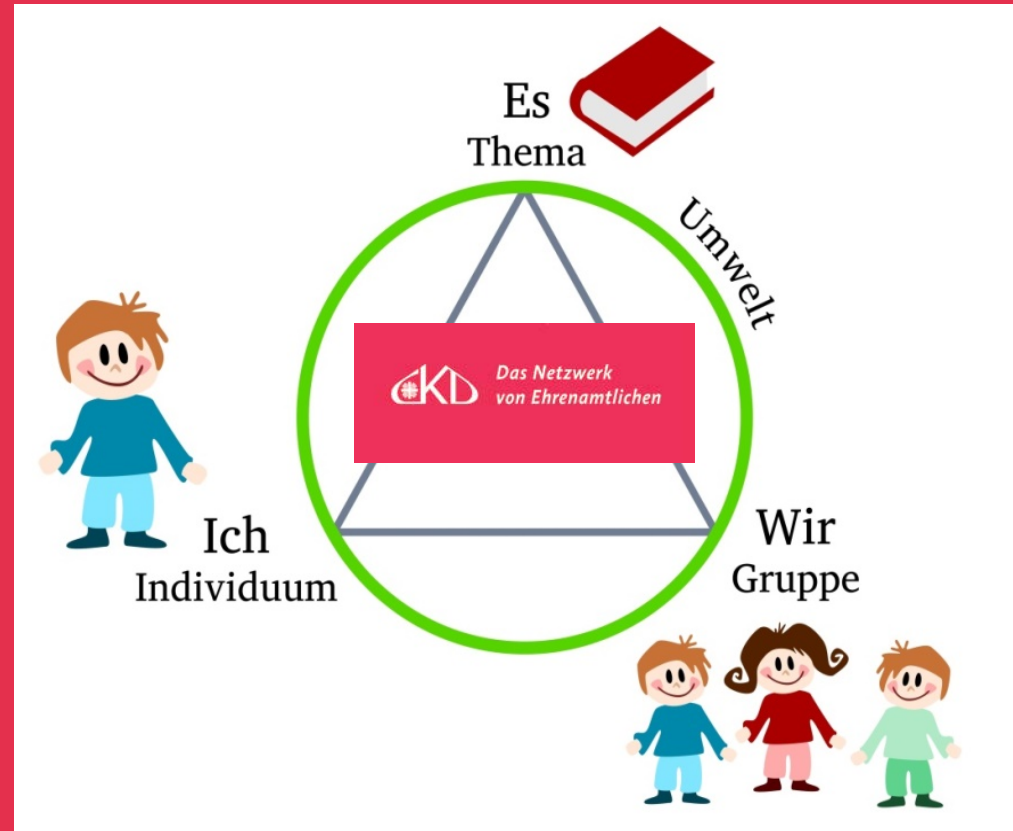 Es
Thema
Umwelt
CKD Das Netzwerk
von Ehrenamtlichen
Ich
Individuum
Wir
Gruppe